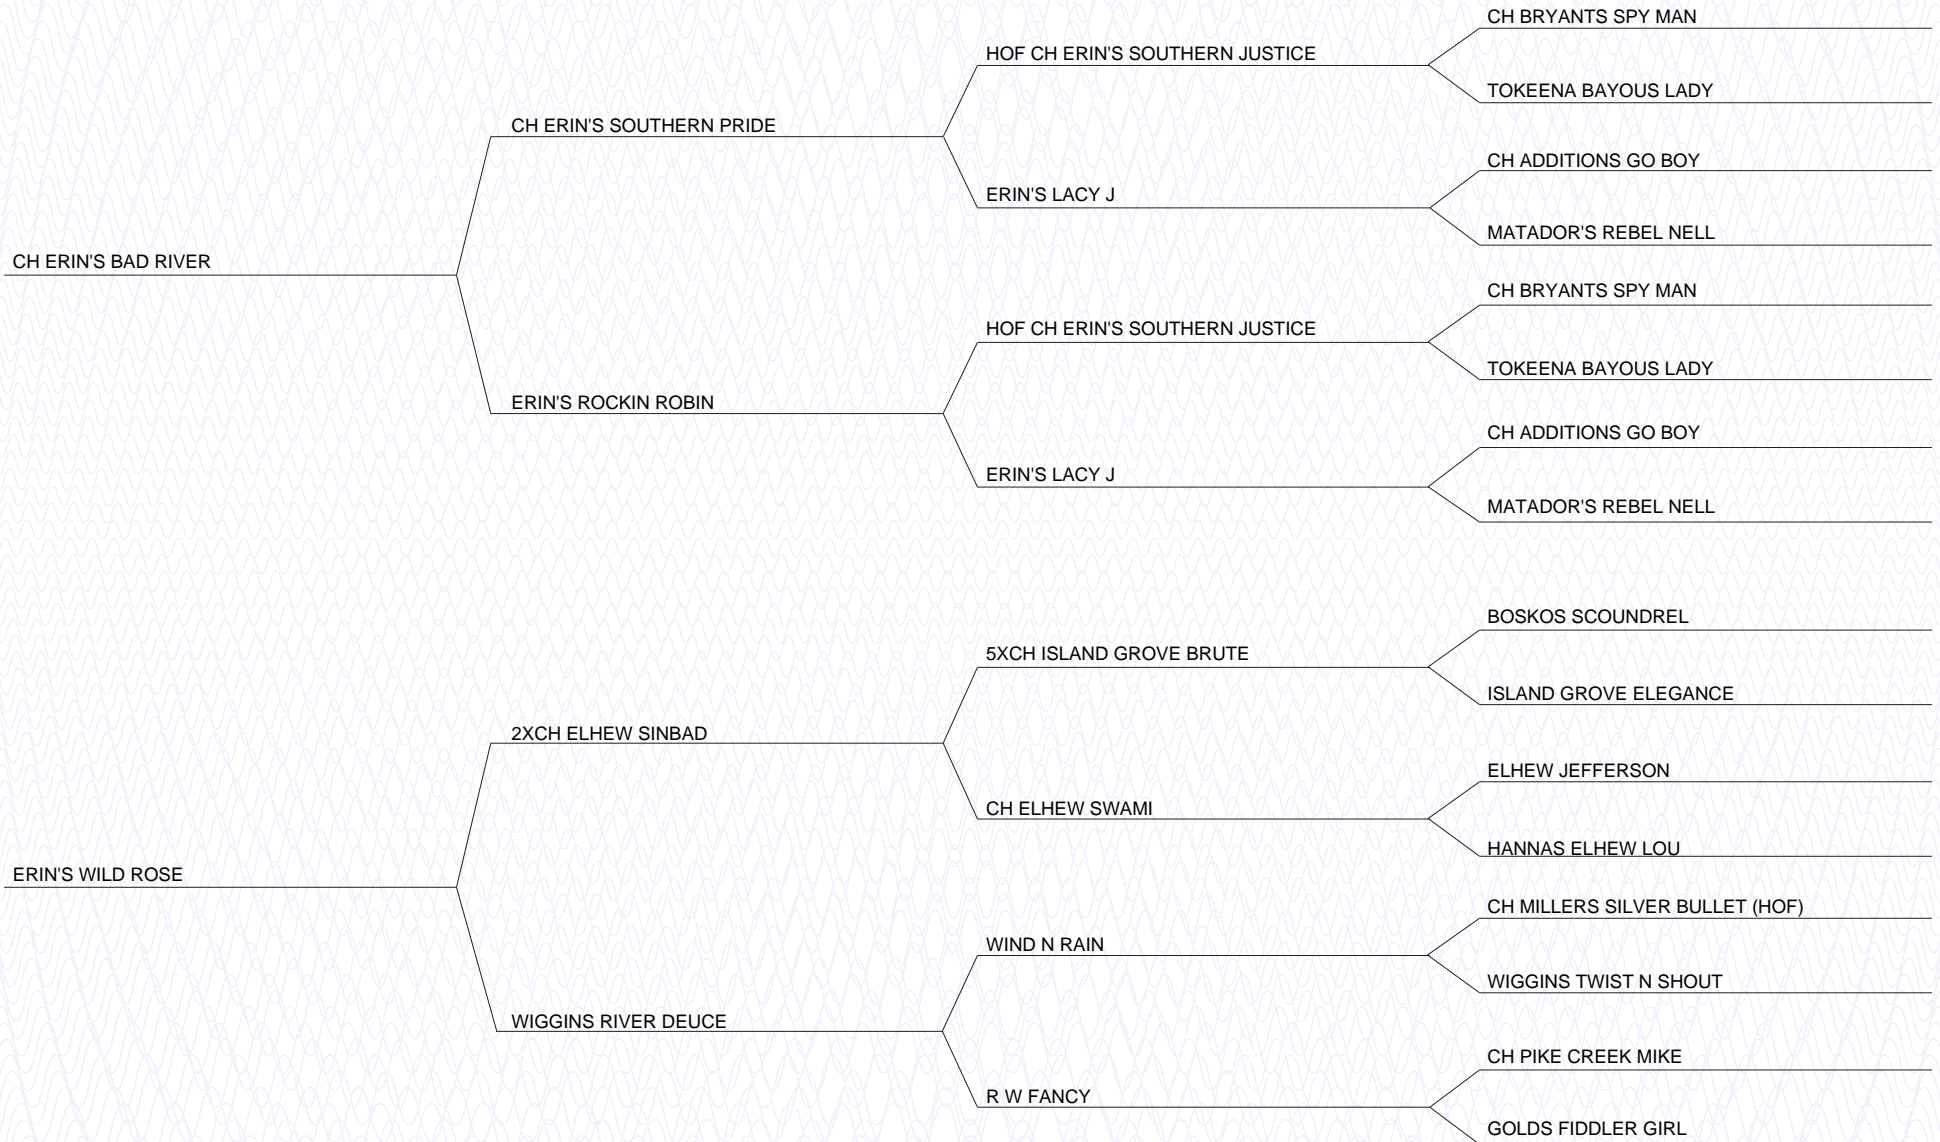 CH BRYANTS SPY MAN
HOF CH ERIN'S SOUTHERN JUSTICE
TOKEENA BAYOUS LADY
CH ERIN'S SOUTHERN PRIDE
CH ADDITIONS GO BOY
ERIN'S LACY J
MATADOR'S REBEL NELL
CH ERIN'S BAD RIVER
CH BRYANTS SPY MAN
HOF CH ERIN'S SOUTHERN JUSTICE
TOKEENA BAYOUS LADY
ERIN'S ROCKIN ROBIN
CH ADDITIONS GO BOY
ERIN'S LACY J
MATADOR'S REBEL NELL
BOSKOS SCOUNDREL
5XCH ISLAND GROVE BRUTE
ISLAND GROVE ELEGANCE
2XCH ELHEW SINBAD
ELHEW JEFFERSON
CH ELHEW SWAMI
HANNAS ELHEW LOU
ERIN'S WILD ROSE
CH MILLERS SILVER BULLET (HOF)
WIND N RAIN
WIGGINS TWIST N SHOUT
WIGGINS RIVER DEUCE
CH PIKE CREEK MIKE
R W FANCY
GOLDS FIDDLER GIRL